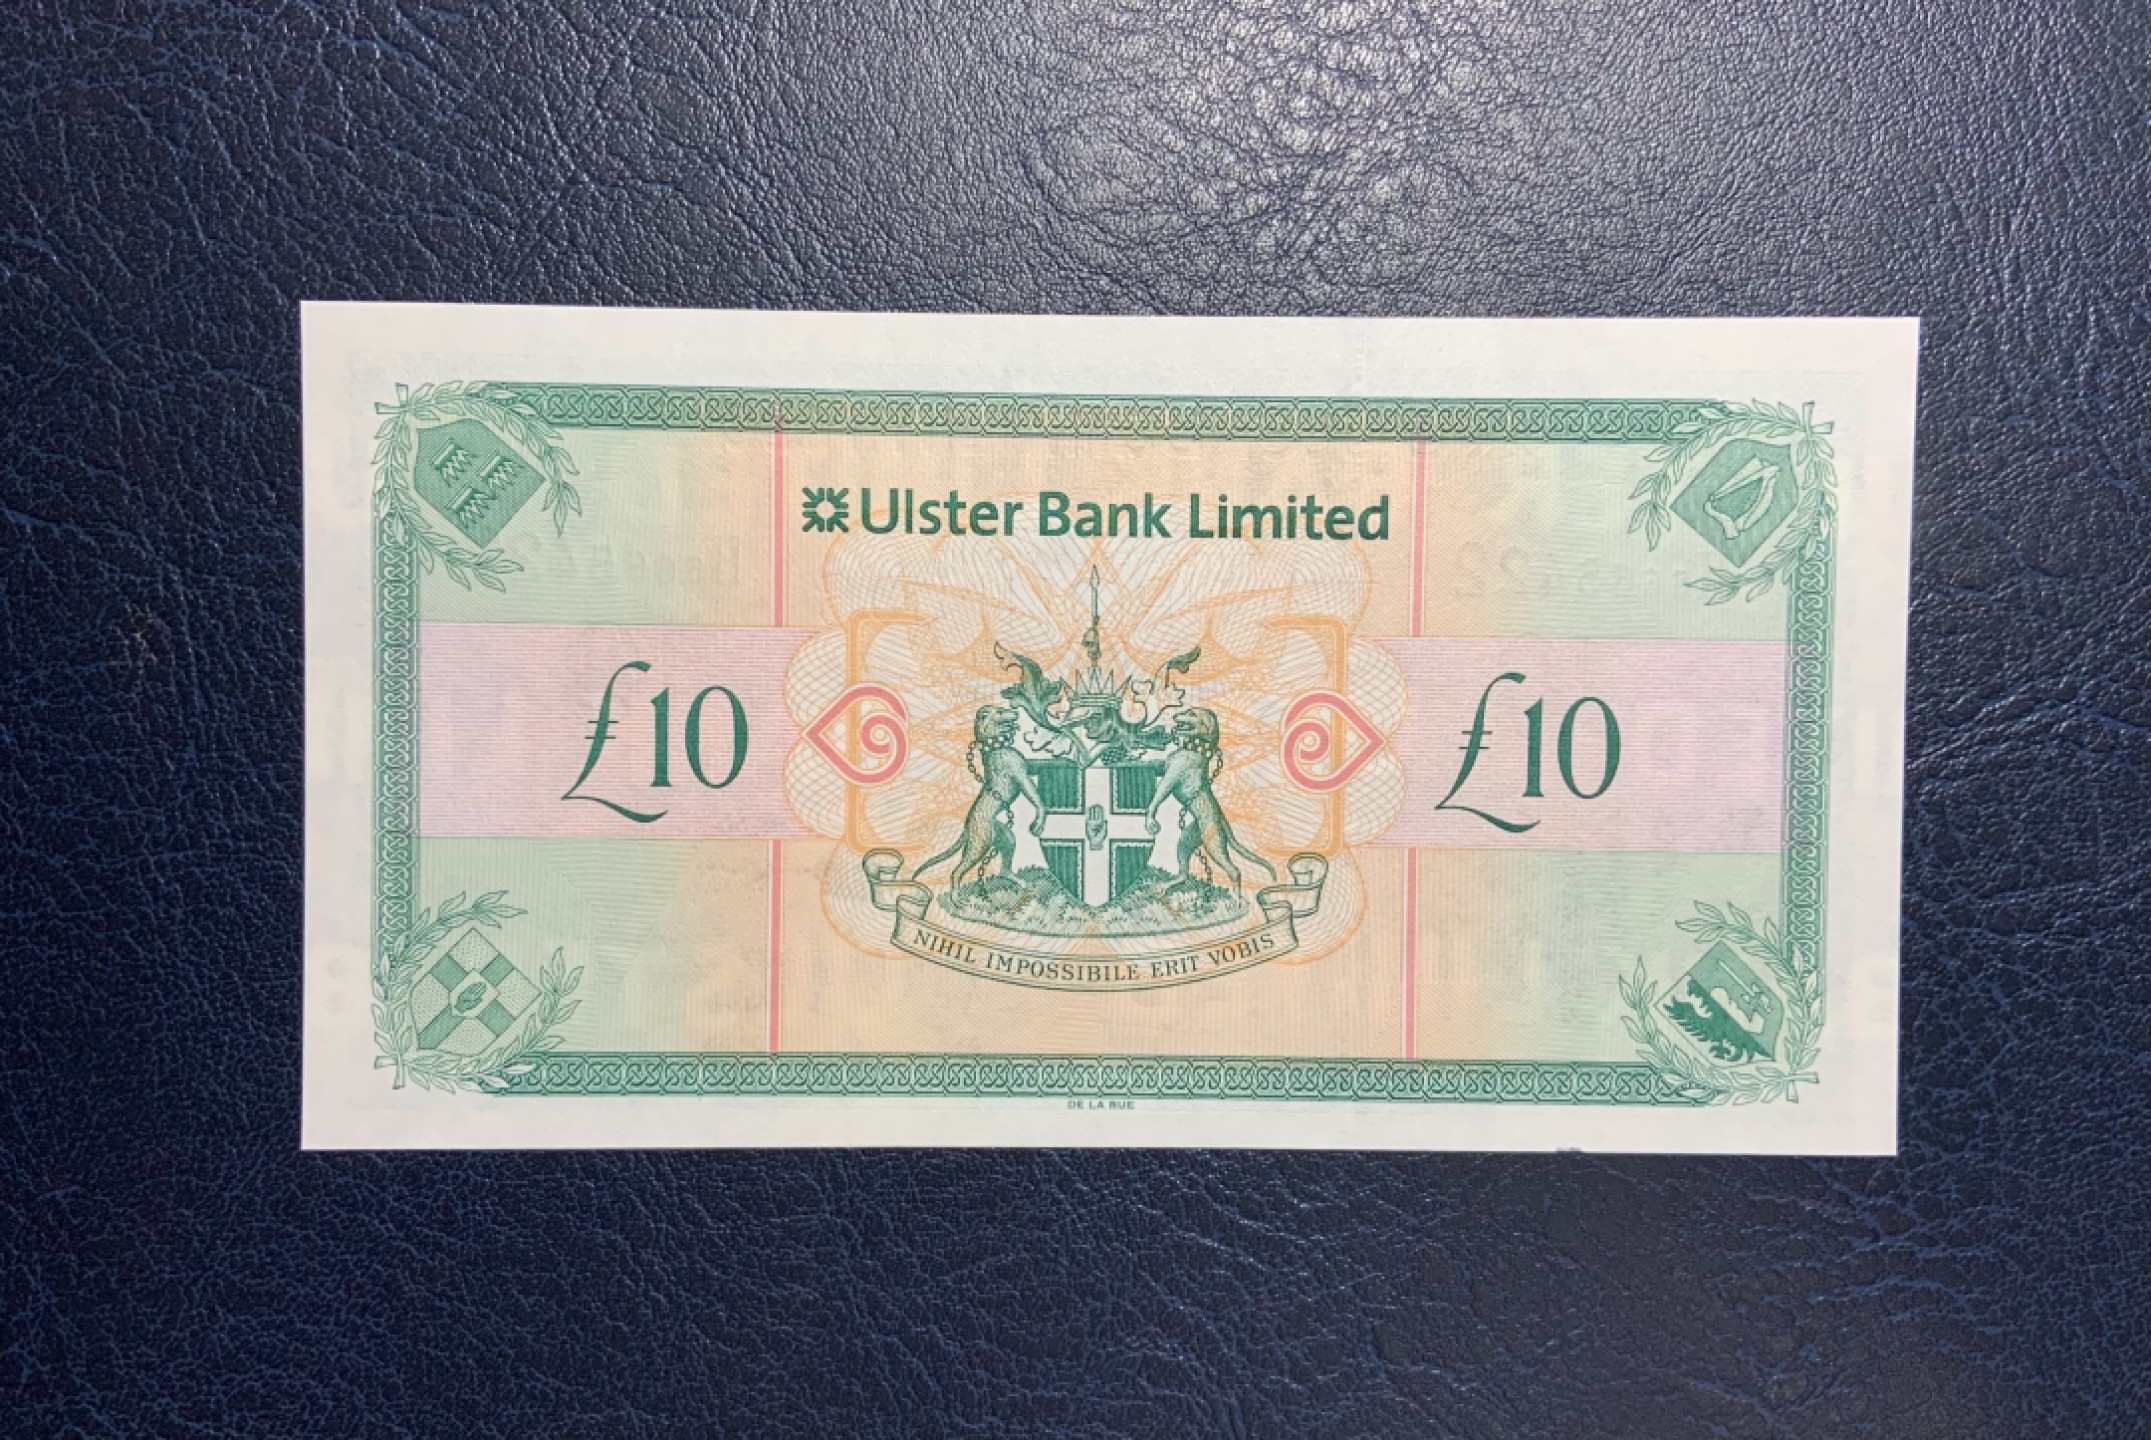 Ulster Bank Limited
£10
£10
NIHIL IMPOSSIBILE ERIT VOBIS
DE LA RUE